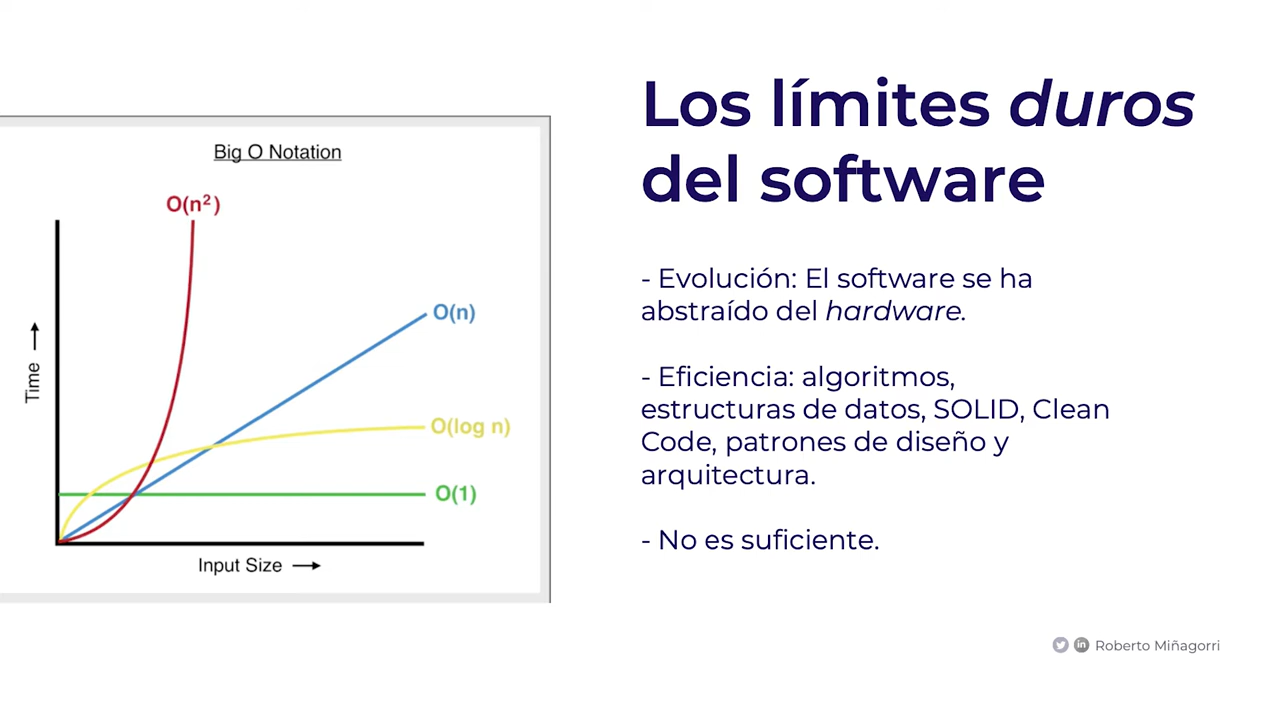 Big O Notation
O(n²)
O(n)
O(log n)
O(1)
Time
Input Size
Los límites duros
del software
- Evolución: El software se ha
abstraído del hardware.
- Eficiencia: algoritmos,
estructuras de datos, SOLID, Clean
Code, patrones de diseño y
arquitectura.
- No es suficiente.
in Roberto Miñagorri